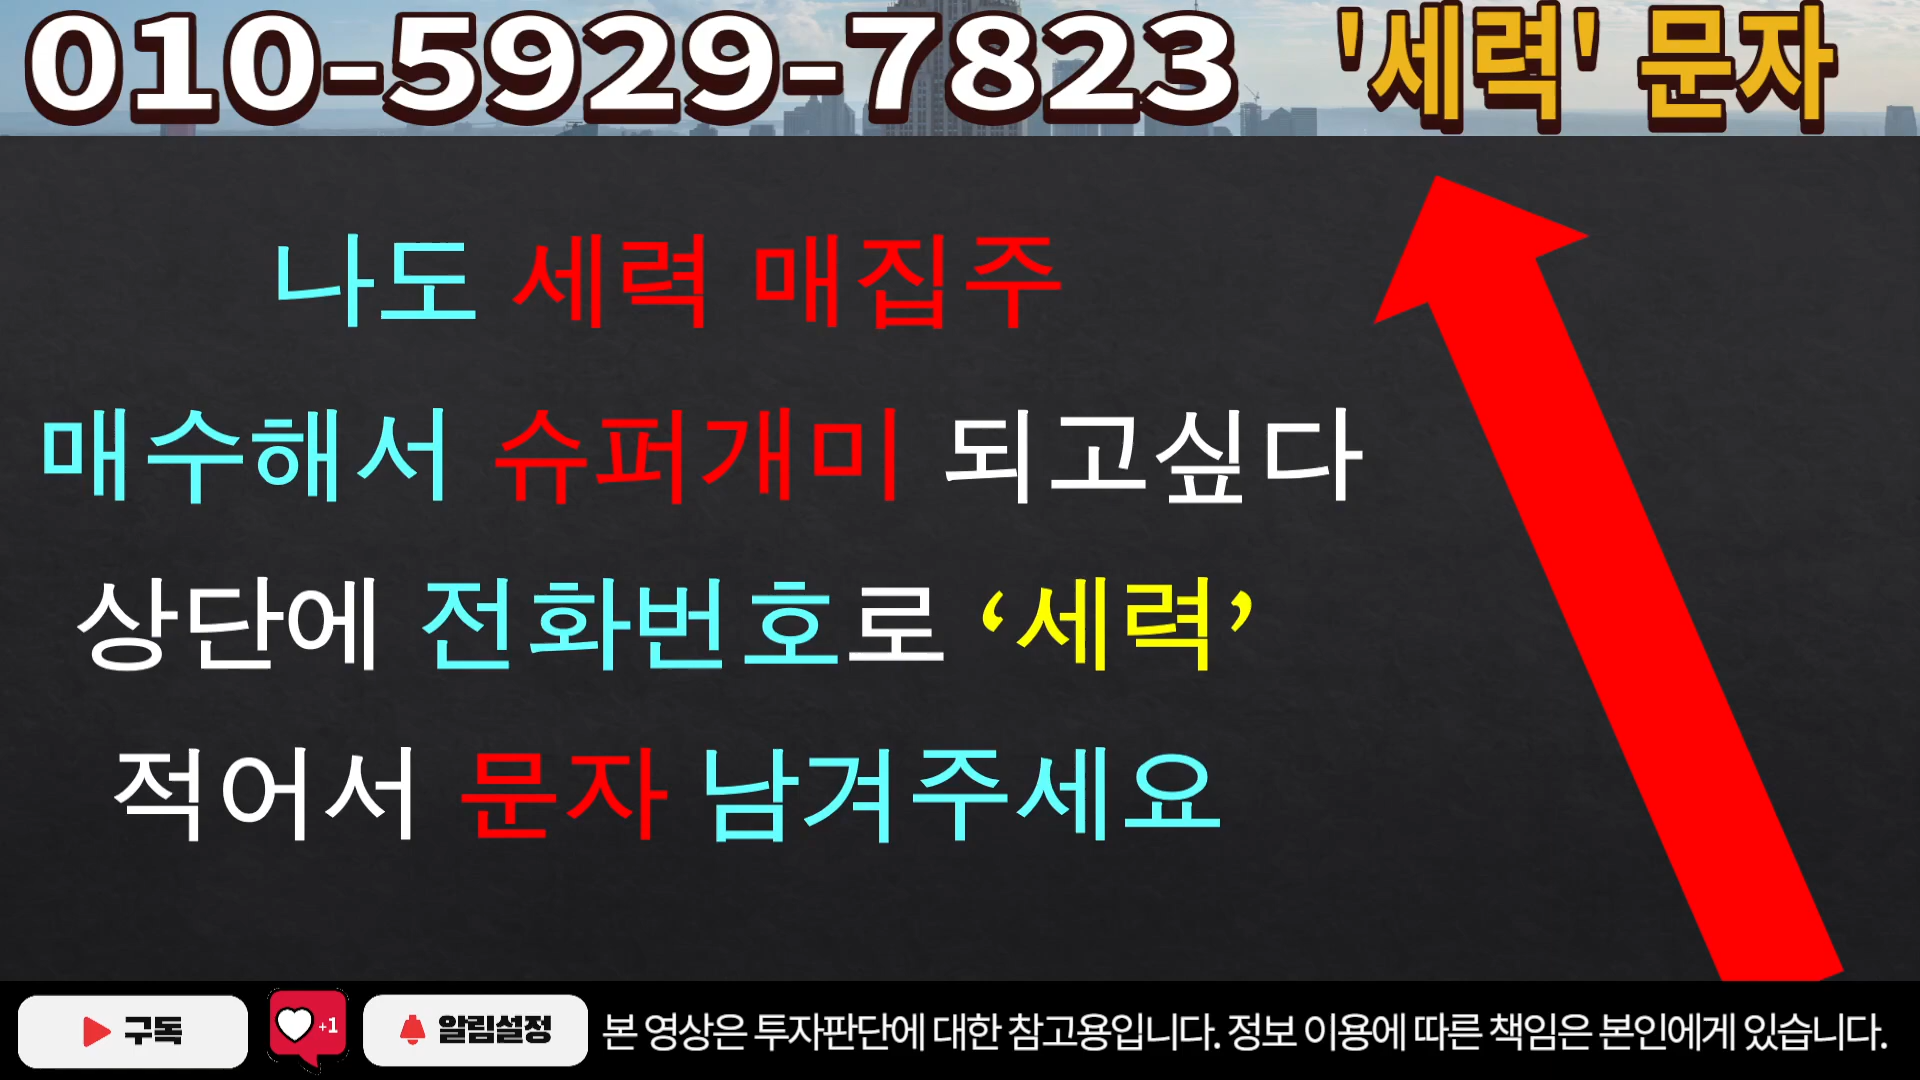 010-5929-7823 '세력' 문자
나도 세력 매집주
매수해서 슈퍼개미 되고싶다
상단에 전화번호로 ‘세력’
적어서 문자 남겨주세요
구독 +1 알림설정 본 영상은 투자판단에 대한 참고용입니다. 정보 이용에 따른 책임은 본인에게 있습니다.